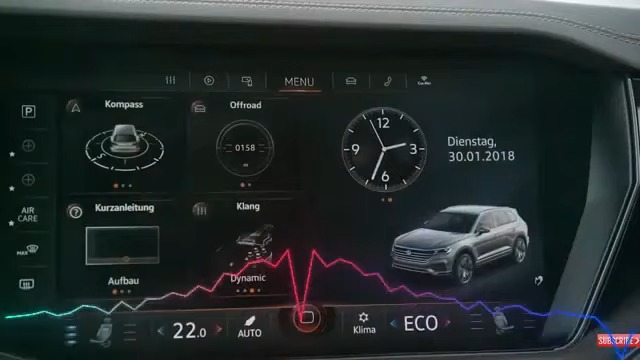 MENU
Kompass
Offroad
0158
m
12
3
6
9
Dienstag,
30.01.2018
P
AIR
CARE
MAX
Kurzanleitung
Klang
Aufbau
Dynamic
22.0
AUTO
Klima
ECO
SUBSCRIBE